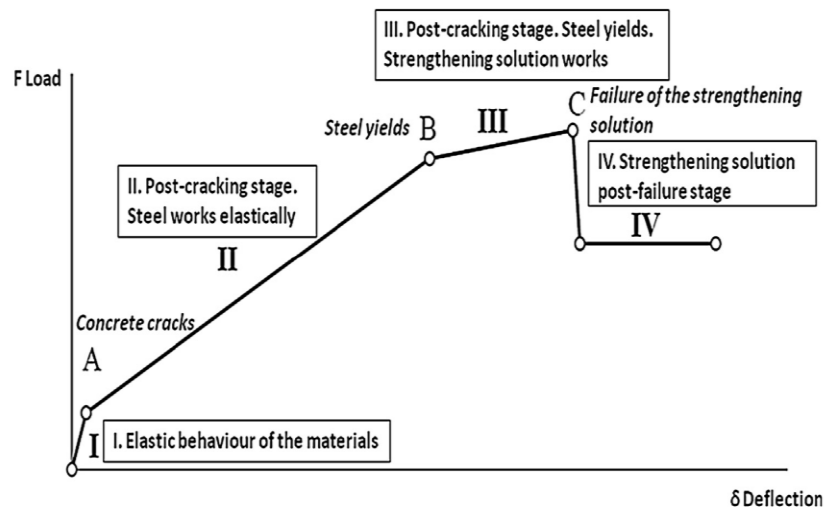 III. Post-cracking stage. Steel yields.
Strengthening solution works
F Load
C Failure of the strengthening
solution
Steel yields B
III
IV. Strengthening solution
post-failure stage
II. Post-cracking stage.
Steel works elastically
IV
II
Concrete cracks
A
I
I. Elastic behaviour of the materials
δ Deflection